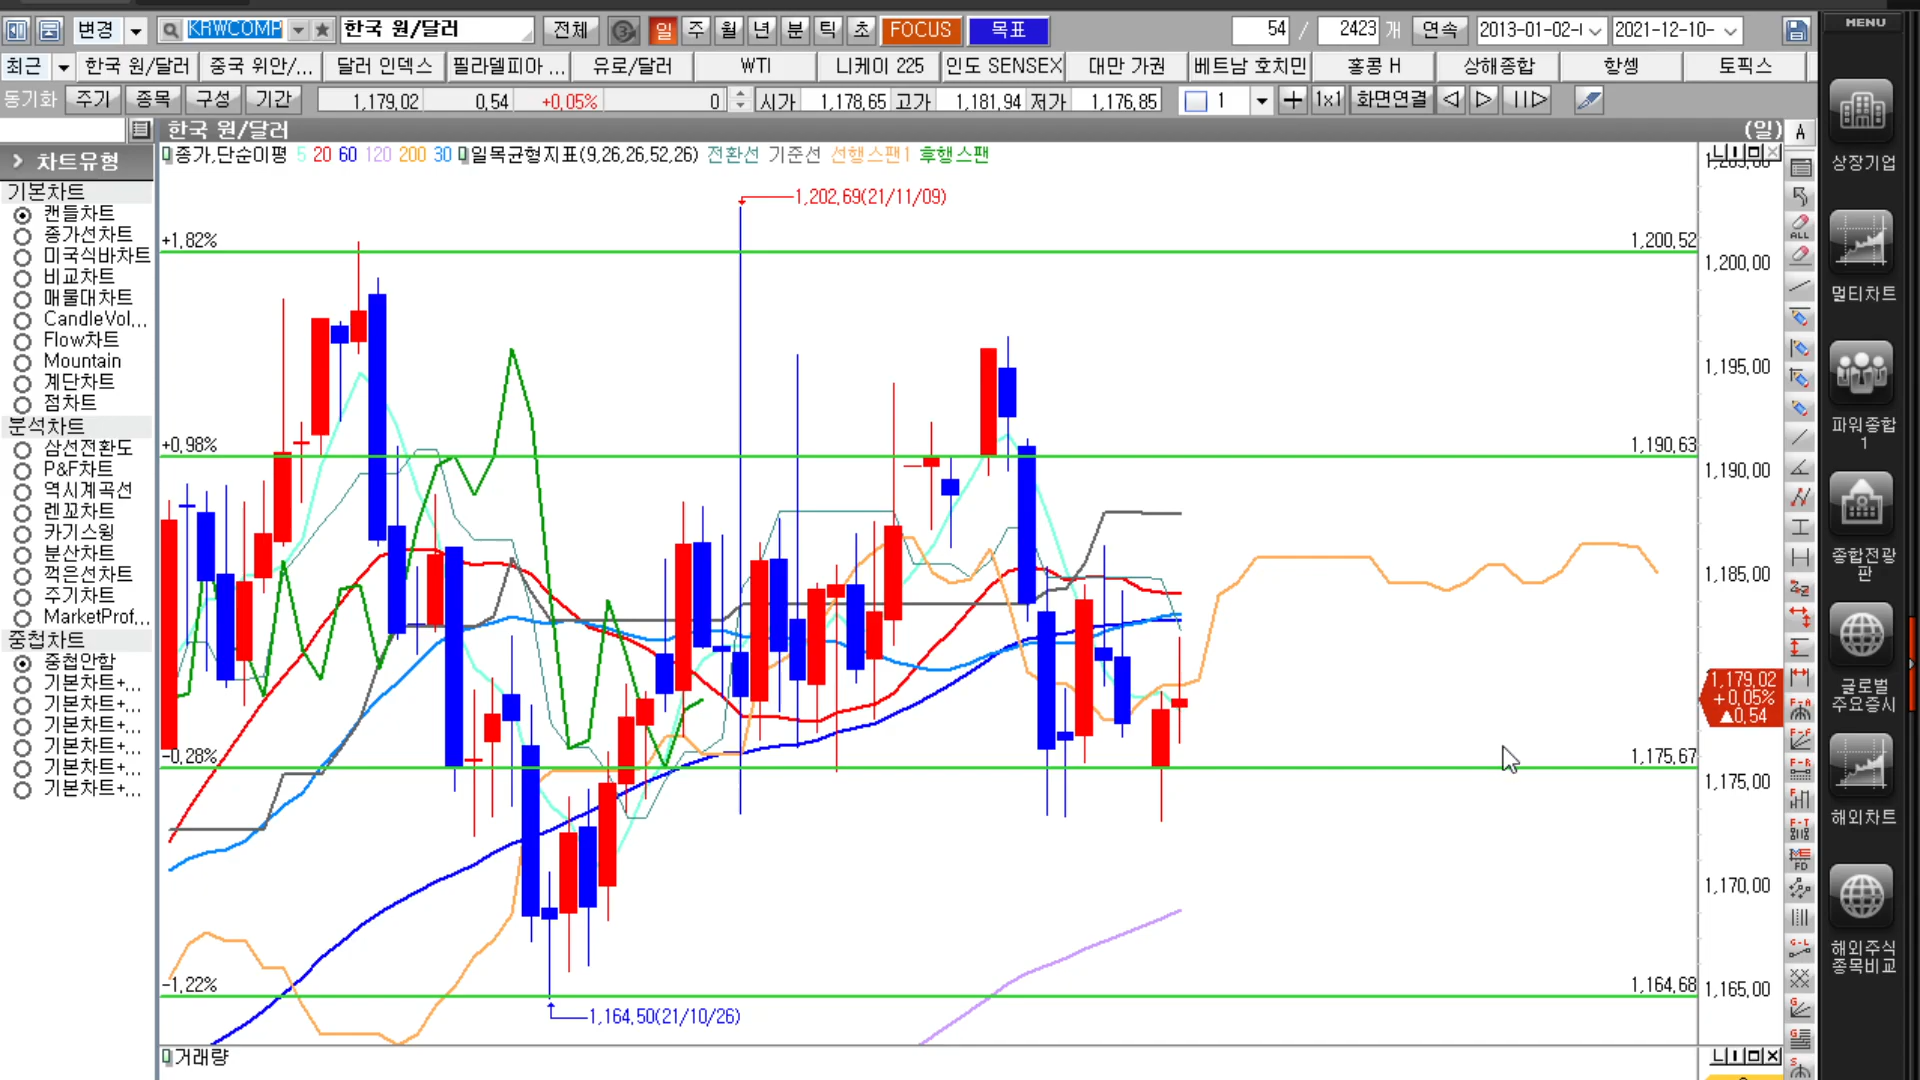 변경 KRWCOMP 한국 원/달러 전체 일 주 월 년 분 틱 초 FOCUS 목표 54 / 2423 개 연속 2013-01-02- 2021-12-10- MENU
최근 한국 원/달러 중국 위안/... 달러 인덱스 필라델피아 ... 유로/달러 WTI 니케이 225 인도 SENSEX 대만 가권 베트남 호치민 홍콩 H 상해종합 항셍 토픽스
동기화 주기 종목 구성 기간 1,179.02 0.54 +0.05% 0 시가 1,178.65 고가 1,181.94 저가 1,176.85 1 1x1 화면연결
한국 원/달러 (일) A
종가,단순이평 5 20 60 120 200 30 일목균형지표(9,26,26,52,26) 전환선 기준선 선행스팬1 후행스팬
차트유형
기본차트
캔들차트
종가선차트
미국식바차트
비교차트
매물대차트
CandleVol...
Flow차트
Mountain
계단차트
점차트
분석차트
삼선전환도
P&F차트
역시계곡선
렌꼬차트
카기스윙
분산차트
꺽은선차트
주기차트
MarketProf...
중첩차트
중첩안함
기본차트+...
기본차트+...
기본차트+...
기본차트+...
기본차트+...
기본차트+...
1,202.69(21/11/09)
+1.82% 1,200.52
+0.98% 1,190.63
-0.28% 1,175.67
-1.22% 1,164.68
1,164.50(21/10/26)
거래량
1,200.00
1,195.00
1,190.00
1,185.00
1,179.02
+0.05%
▲0.54
1,175.00
1,170.00
1,165.00
ALL
F-A
F-F
F-R
F-T
FD
G-L
상장기업
멀티차트
파워종합
1
종합전광
판
글로벌
주요증시
해외차트
해외주식
종목비교